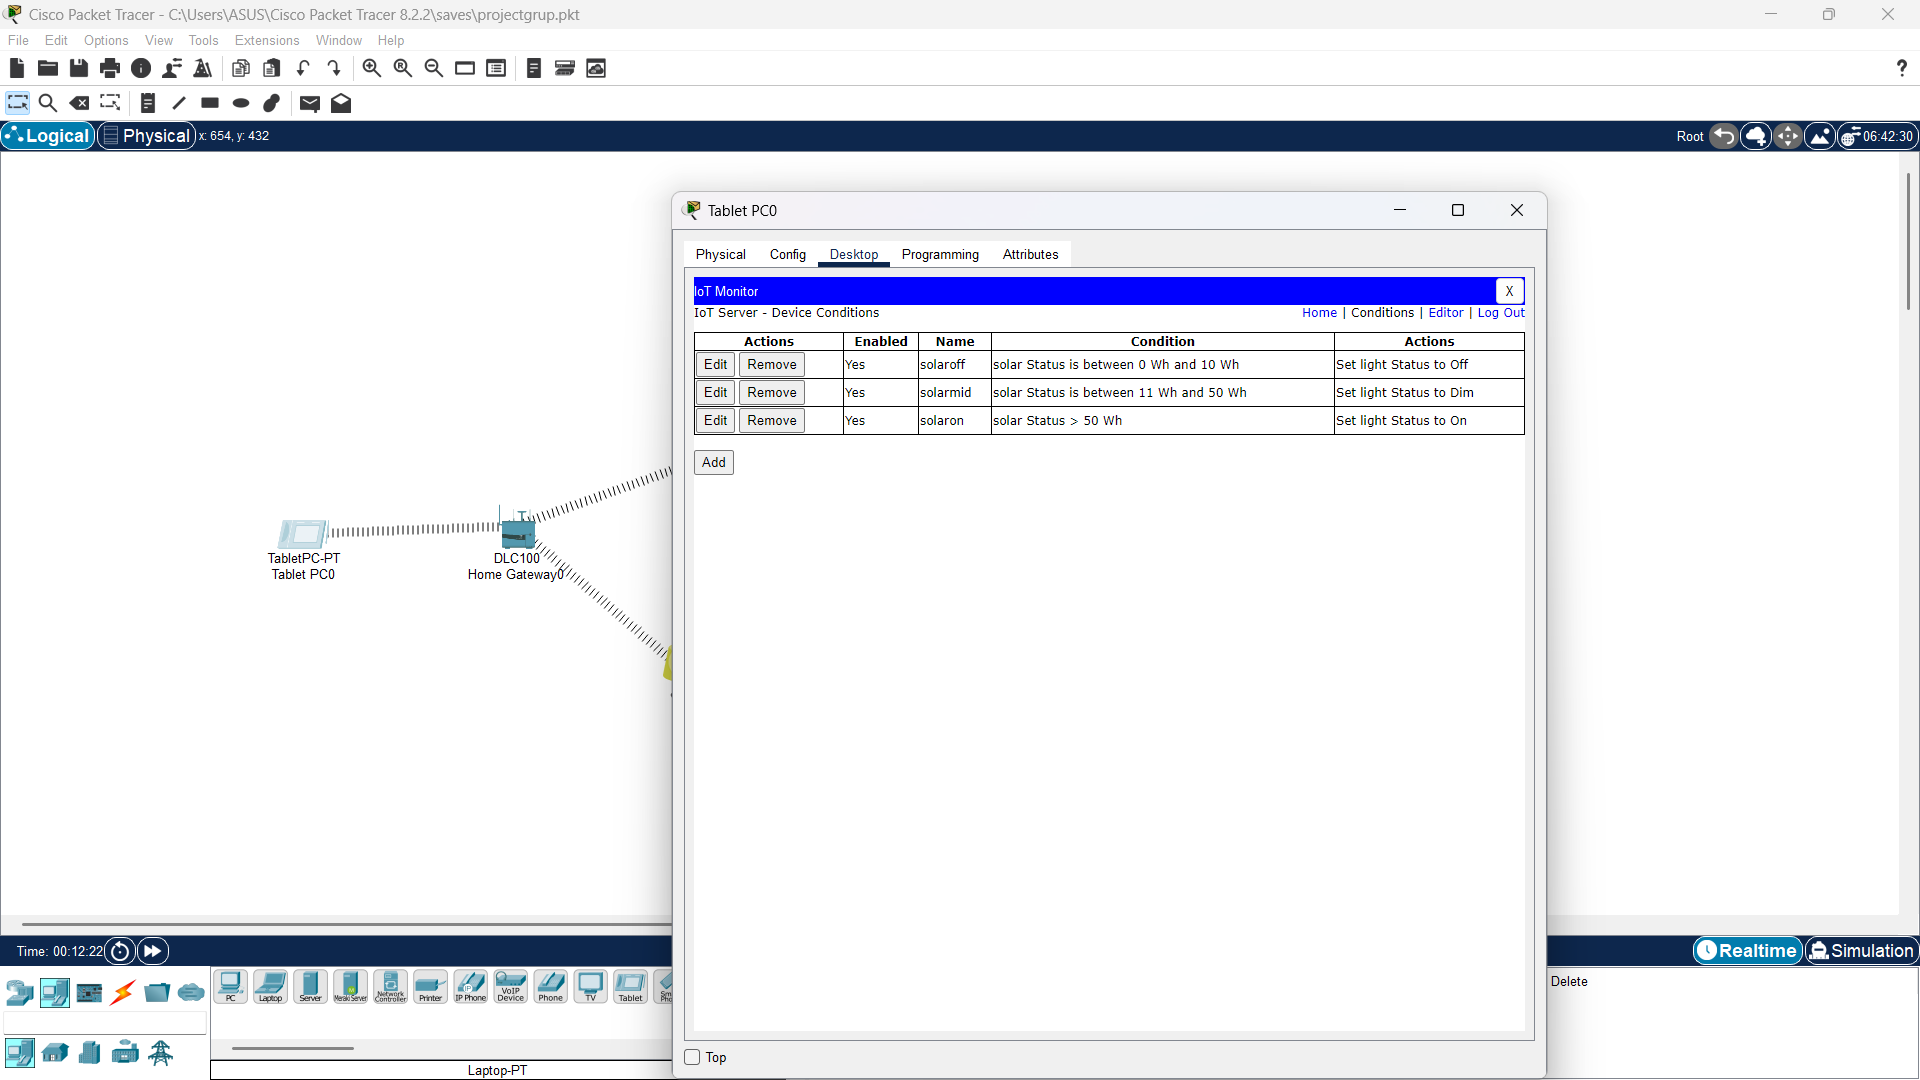 Cisco Packet Tracer - C:\Users\ASUS\Cisco Packet Tracer 8.2.2\saves\projectgrup.pkt
File Edit Options View Tools Extensions Window Help
?
Logical Physical x: 654, y: 432 Root 06:42:30
Tablet PC0
Physical Config Desktop Programming Attributes
IoT Monitor X
IoT Server - Device Conditions Home | Conditions | Editor | Log Out
Actions Enabled Name Condition Actions
Edit Remove Yes solaroff solar Status is between 0 Wh and 10 Wh Set light Status to Off
Edit Remove Yes solarmid solar Status is between 11 Wh and 50 Wh Set light Status to Dim
Edit Remove Yes solaron solar Status > 50 Wh Set light Status to On
Add
TabletPC-PT
Tablet PC0
DLC100
Home Gateway0
Time: 00:12:22 Realtime Simulation
PC Laptop Server Meraki Server Network Controller Printer IP Phone VoIP Device Phone TV Tablet
Delete
Top
Laptop-PT